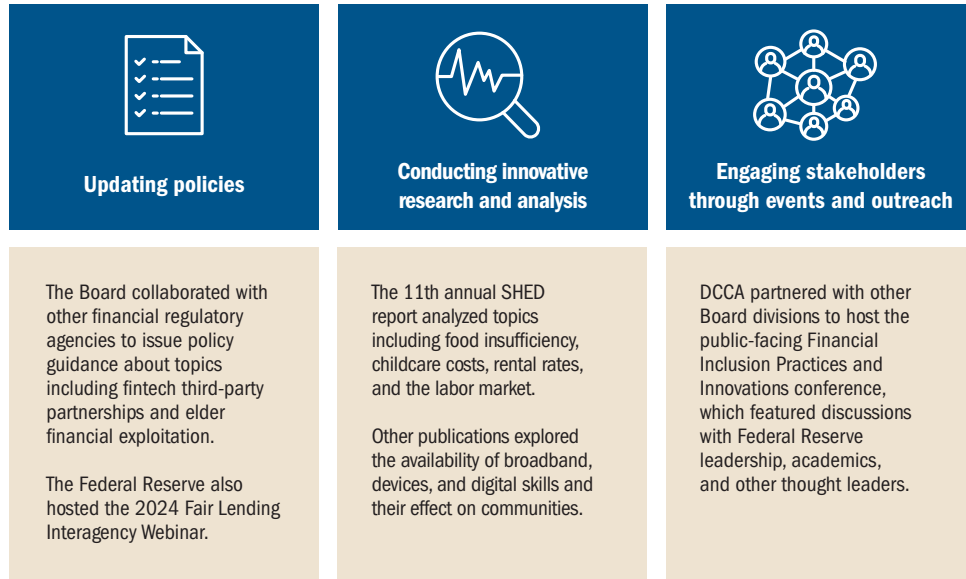 Updating policies
The Board collaborated with
other financial regulatory
agencies to issue policy
guidance about topics
including fintech third-party
partnerships and elder
financial exploitation.
The Federal Reserve also
hosted the 2024 Fair Lending
Interagency Webinar.
Conducting innovative
research and analysis
The 11th annual SHED
report analyzed topics
including food insufficiency,
childcare costs, rental rates,
and the labor market.
Other publications explored
the availability of broadband,
devices, and digital skills and
their effect on communities.
Engaging stakeholders
through events and outreach
DCCA partnered with other
Board divisions to host the
public-facing Financial
Inclusion Practices and
Innovations conference,
which featured discussions
with Federal Reserve
leadership, academics,
and other thought leaders.